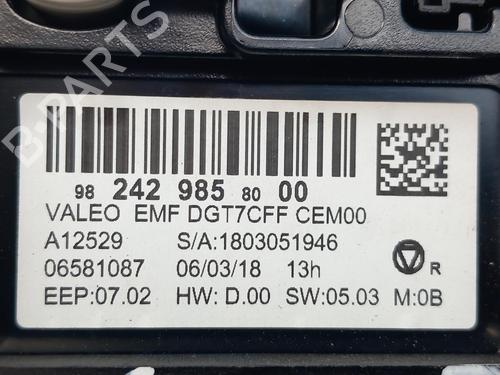 98 242 985 80 00
VALEO EMF DGT7CFF CEM00
A12529 S/A:1803051946
06581087 06/03/18 13h R
EEP:07.02 HW: D.00 SW:05.03 M:0B
B-PARTS